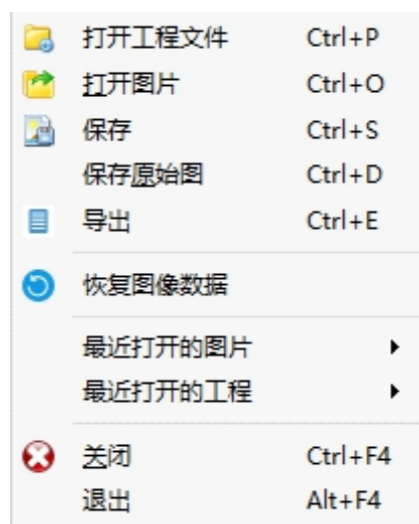 打开工程文件 Ctrl+P
打开图片 Ctrl+O
保存 Ctrl+S
保存原始图 Ctrl+D
导出 Ctrl+E
恢复图像数据
最近打开的图片
最近打开的工程
关闭 Ctrl+F4
退出 Alt+F4